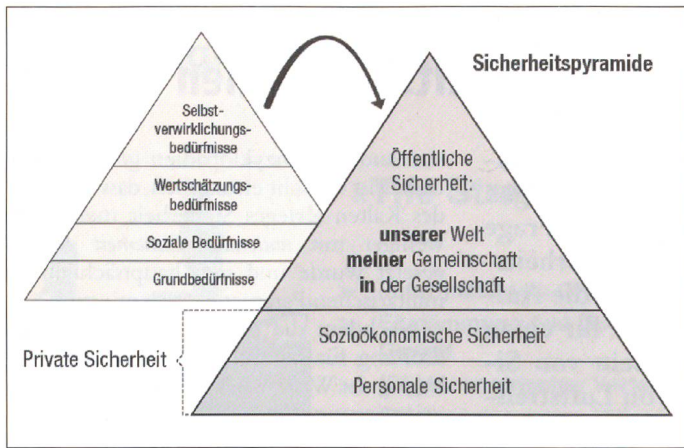 Sicherheitspyramide
Selbst-
verwirklichungs-
bedürfnisse
Wertschätzungs-
bedürfnisse
Soziale Bedürfnisse
Grundbedürfnisse
Öffentliche
Sicherheit:
unserer Welt
meiner Gemeinschaft
in der Gesellschaft
Sozioökonomische Sicherheit
Personale Sicherheit
Private Sicherheit